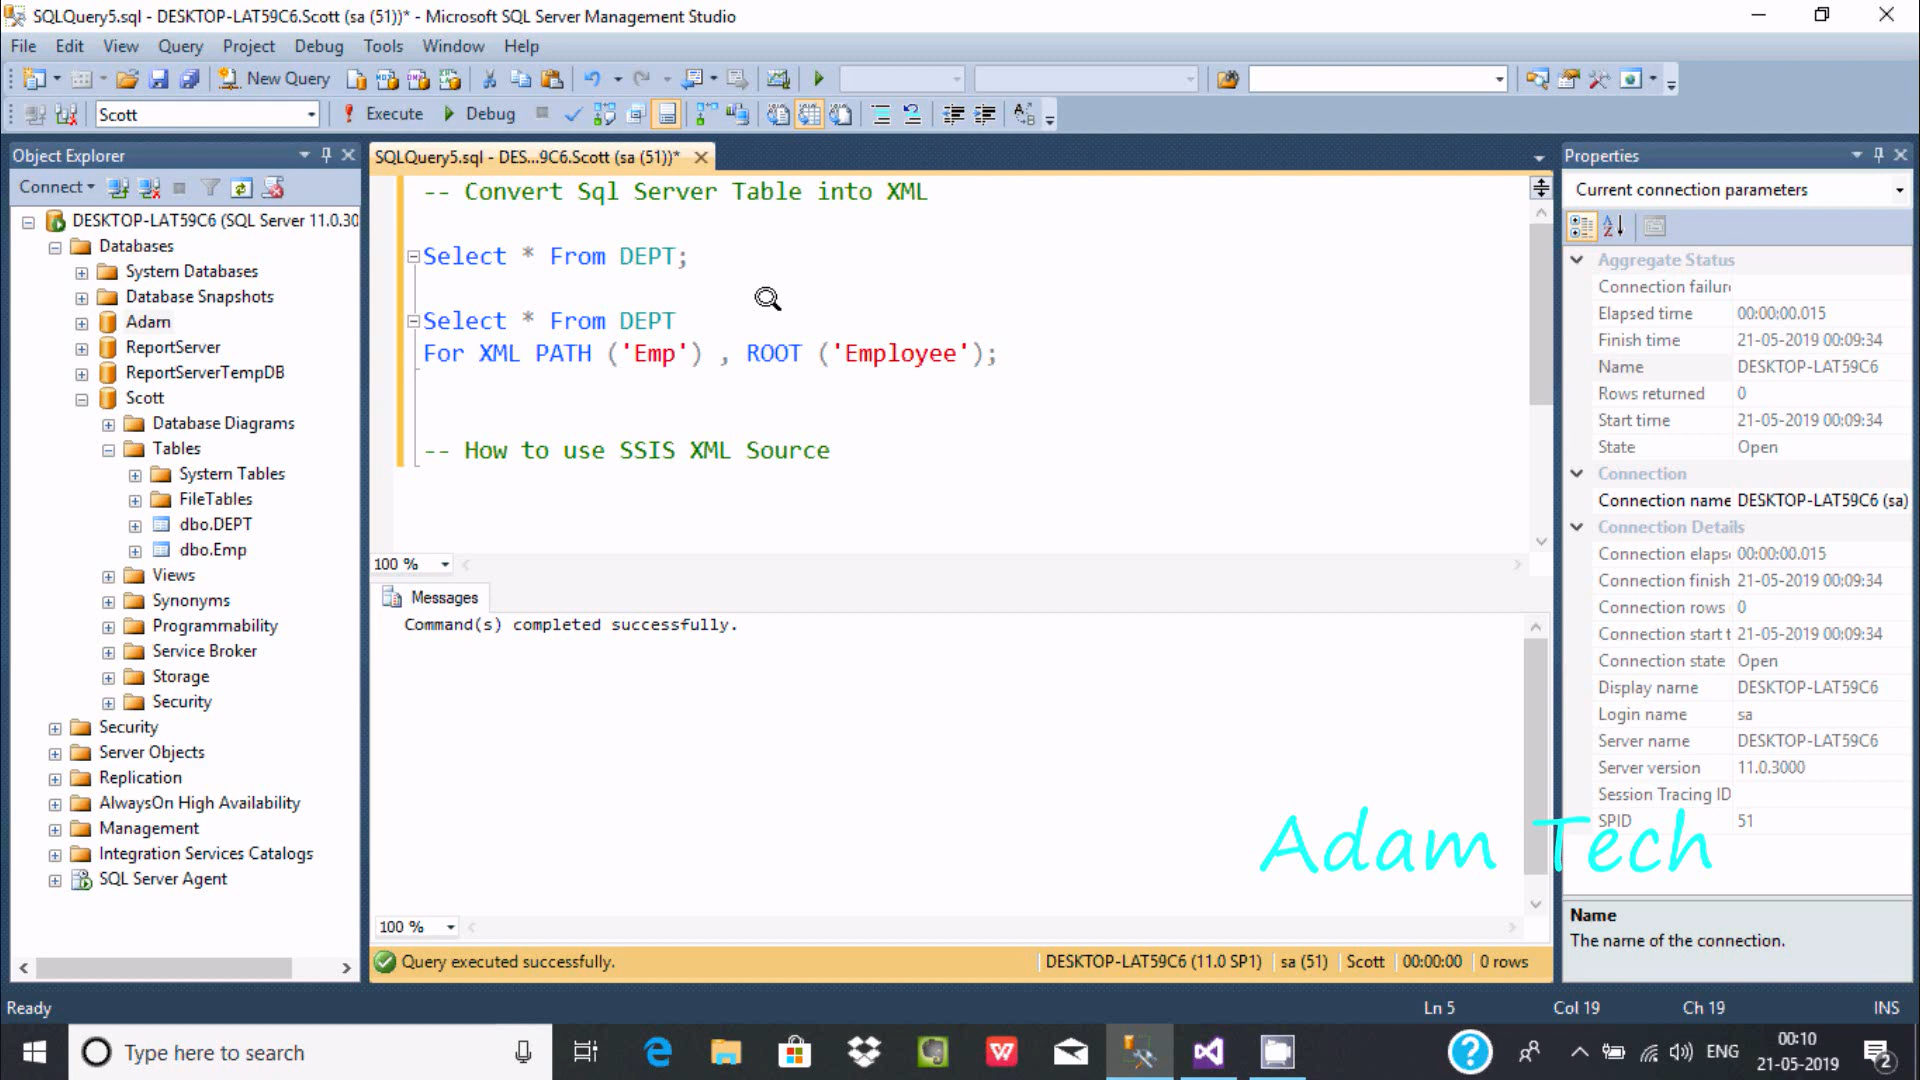 SQLQuery5.sql - DESKTOP-LAT59C6.Scott (sa (51))* - Microsoft SQL Server Management Studio
File Edit View Query Project Debug Tools Window Help
New Query
Scott Execute Debug
Object Explorer
Connect
DESKTOP-LAT59C6 (SQL Server 11.0.30
Databases
System Databases
Database Snapshots
Adam
ReportServer
ReportServerTempDB
Scott
Database Diagrams
Tables
System Tables
FileTables
dbo.DEPT
dbo.Emp
Views
Synonyms
Programmability
Service Broker
Storage
Security
Security
Server Objects
Replication
AlwaysOn High Availability
Management
Integration Services Catalogs
SQL Server Agent
SQLQuery5.sql - DES...9C6.Scott (sa (51))*
-- Convert Sql Server Table into XML
Select * From DEPT;
Select * From DEPT
For XML PATH ('Emp') , ROOT ('Employee');
-- How to use SSIS XML Source
100 %
Messages
Command(s) completed successfully.
100 %
Query executed successfully. DESKTOP-LAT59C6 (11.0 SP1) sa (51) Scott 00:00:00 0 rows
Properties
Current connection parameters
Aggregate Status
Connection failure
Elapsed time 00:00:00.015
Finish time 21-05-2019 00:09:34
Name DESKTOP-LAT59C6
Rows returned 0
Start time 21-05-2019 00:09:34
State Open
Connection
Connection name DESKTOP-LAT59C6 (sa)
Connection Details
Connection elaps 00:00:00.015
Connection finish 21-05-2019 00:09:34
Connection rows 0
Connection start t 21-05-2019 00:09:34
Connection state Open
Display name DESKTOP-LAT59C6
Login name sa
Server name DESKTOP-LAT59C6
Server version 11.0.3000
Session Tracing ID
SPID 51
Adam Tech
Name
The name of the connection.
Ready Ln 5 Col 19 Ch 19 INS
Type here to search
ENG
00:10
21-05-2019
2